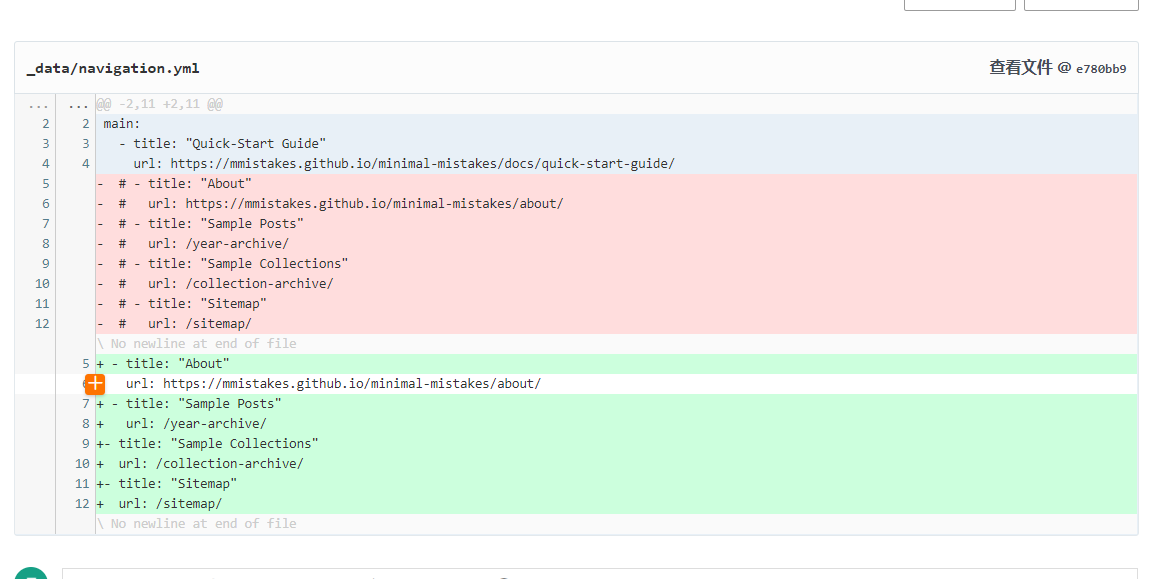 _data/navigation.yml
查看文件 @ e780bb9
... ... @@ -2,11 +2,11 @@
2 2 main:
3 3 - title: "Quick-Start Guide"
4 4 url: https://mmistakes.github.io/minimal-mistakes/docs/quick-start-guide/
5 - # - title: "About"
6 - # url: https://mmistakes.github.io/minimal-mistakes/about/
7 - # - title: "Sample Posts"
8 - # url: /year-archive/
9 - # - title: "Sample Collections"
10 - # url: /collection-archive/
11 - # - title: "Sitemap"
12 - # url: /sitemap/
\ No newline at end of file
5 + - title: "About"
url: https://mmistakes.github.io/minimal-mistakes/about/
7 + - title: "Sample Posts"
8 + url: /year-archive/
9 +- title: "Sample Collections"
10 + url: /collection-archive/
11 +- title: "Sitemap"
12 + url: /sitemap/
\ No newline at end of file